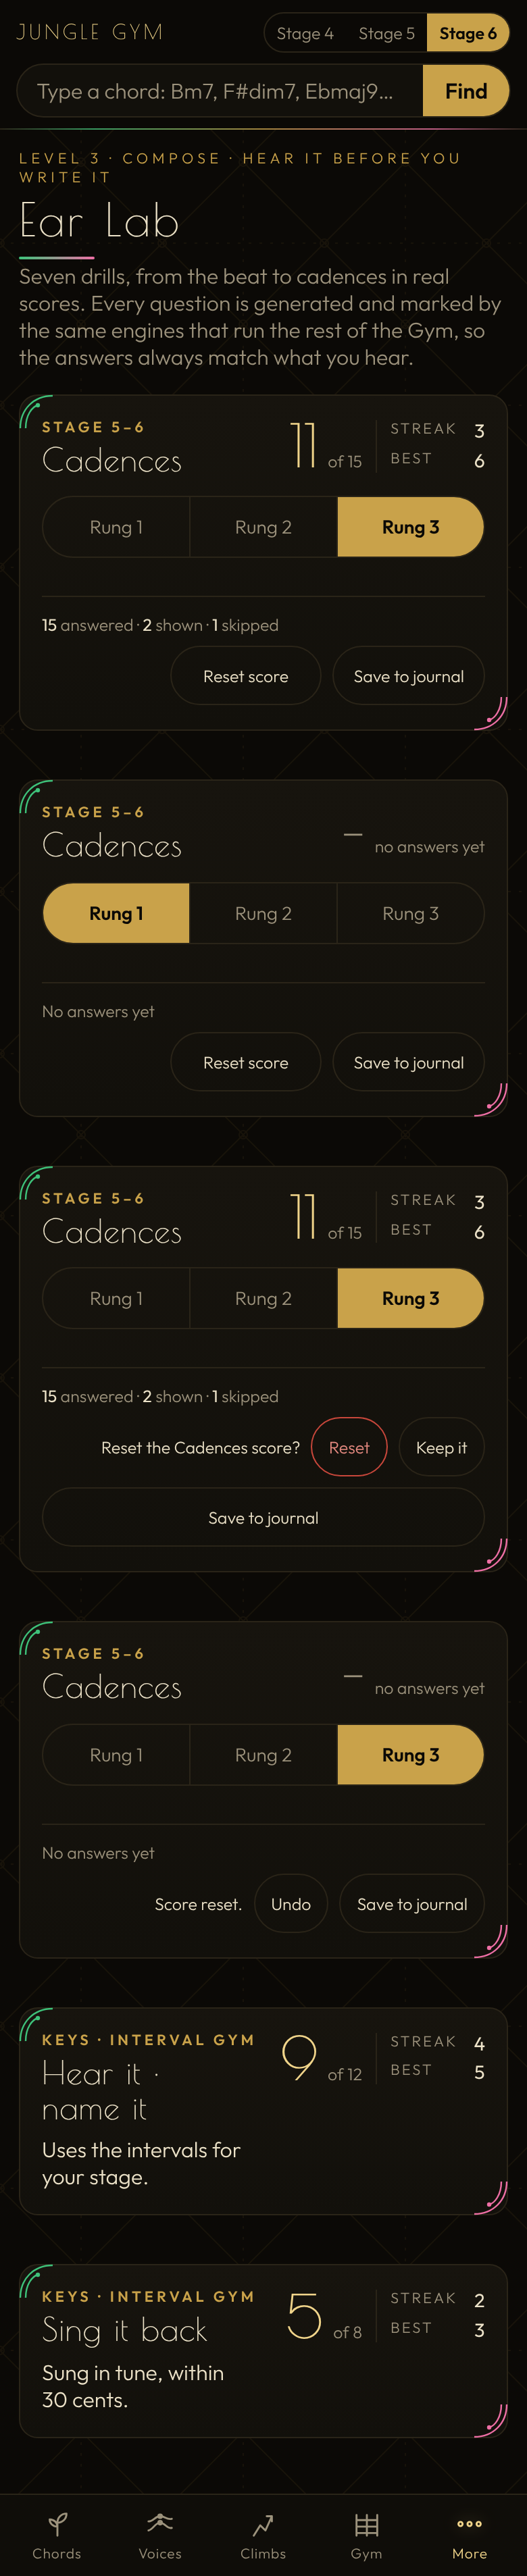 JUNGLE GYM
Stage 4 Stage 5 Stage 6
Type a chord: Bm7, F#dim7, Ebmaj9... Find
LEVEL 3 · COMPOSE · HEAR IT BEFORE YOU
WRITE IT
Ear Lab
Seven drills, from the beat to cadences in real
scores. Every question is generated and marked by
the same engines that run the rest of the Gym, so
the answers always match what you hear.
STAGE 5–6
Cadences
11 of 15
STREAK 3
BEST 6
Rung 1 Rung 2 Rung 3
15 answered · 2 shown · 1 skipped
Reset score Save to journal
STAGE 5–6
Cadences
— no answers yet
Rung 1 Rung 2 Rung 3
No answers yet
Reset score Save to journal
STAGE 5–6
Cadences
11 of 15
STREAK 3
BEST 6
Rung 1 Rung 2 Rung 3
15 answered · 2 shown · 1 skipped
Reset the Cadences score? Reset Keep it
Save to journal
STAGE 5–6
Cadences
— no answers yet
Rung 1 Rung 2 Rung 3
No answers yet
Score reset. Undo Save to journal
KEYS · INTERVAL GYM
Hear it ·
name it
Uses the intervals for
your stage.
9 of 12
STREAK 4
BEST 5
KEYS · INTERVAL GYM
Sing it back
Sung in tune, within
30 cents.
5 of 8
STREAK 2
BEST 3
Chords Voices Climbs Gym More